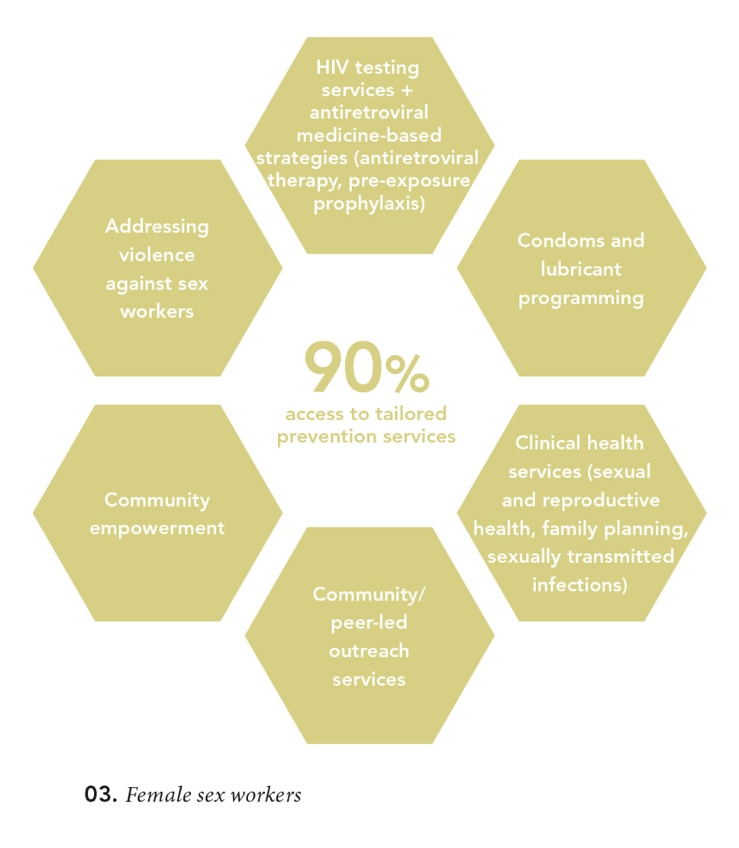 HIV testing
services +
antiretroviral
medicine-based
strategies (antiretroviral
therapy, pre-exposure
prophylaxis)
Addressing
violence
against sex
workers
Condoms and
lubricant
programming
90%
access to tailored
prevention services
Community
empowerment
Clinical health
services (sexual
and reproductive
health, family planning,
sexually transmitted
infections)
Community/
peer-led
outreach
services
03. Female sex workers